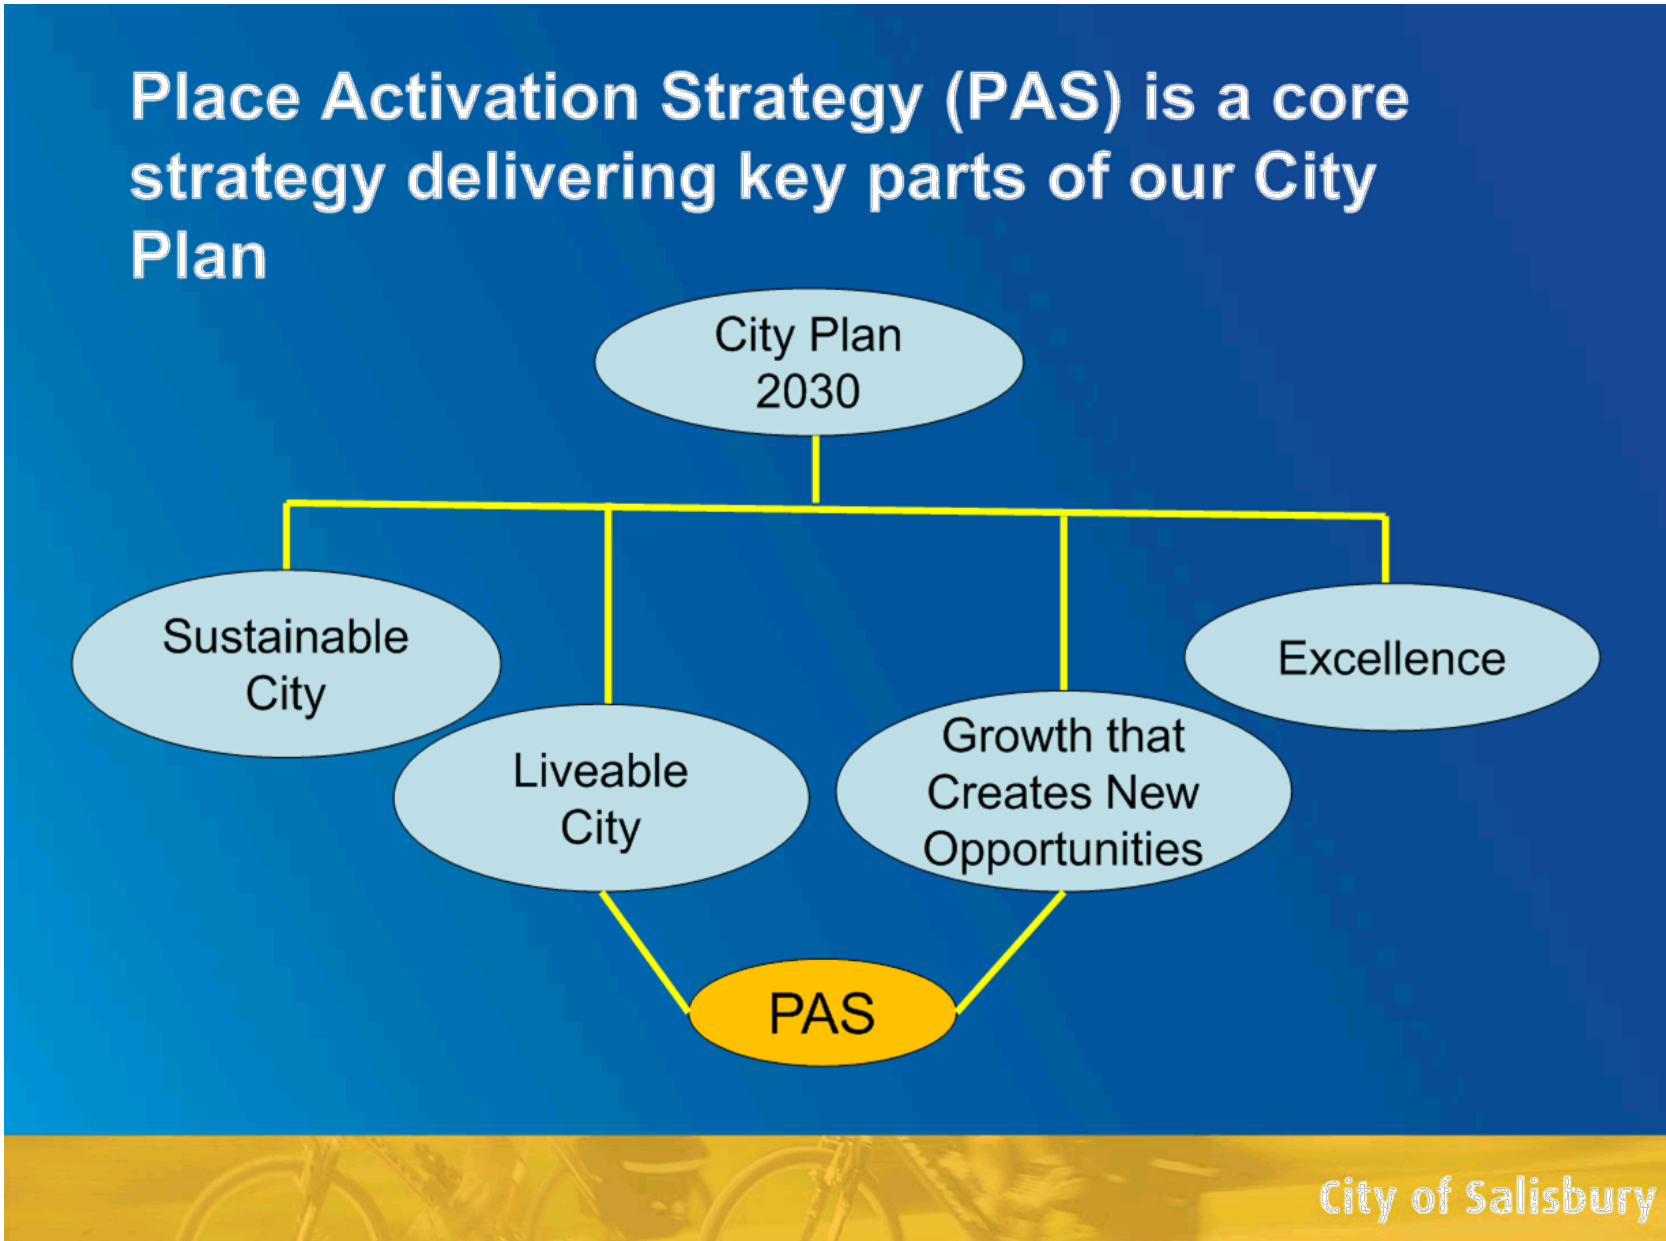 Place Activation Strategy (PAS) is a core
strategy delivering key parts of our City
Plan
City Plan
2030
Sustainable
City
Liveable
City
Growth that
Creates New
Opportunities
Excellence
PAS
City of Salisbury